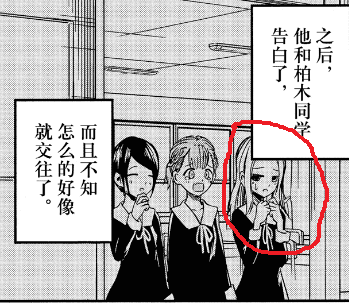 之后，
他和柏木同学
告白了，
而且不知
怎么的好像
就交往了。